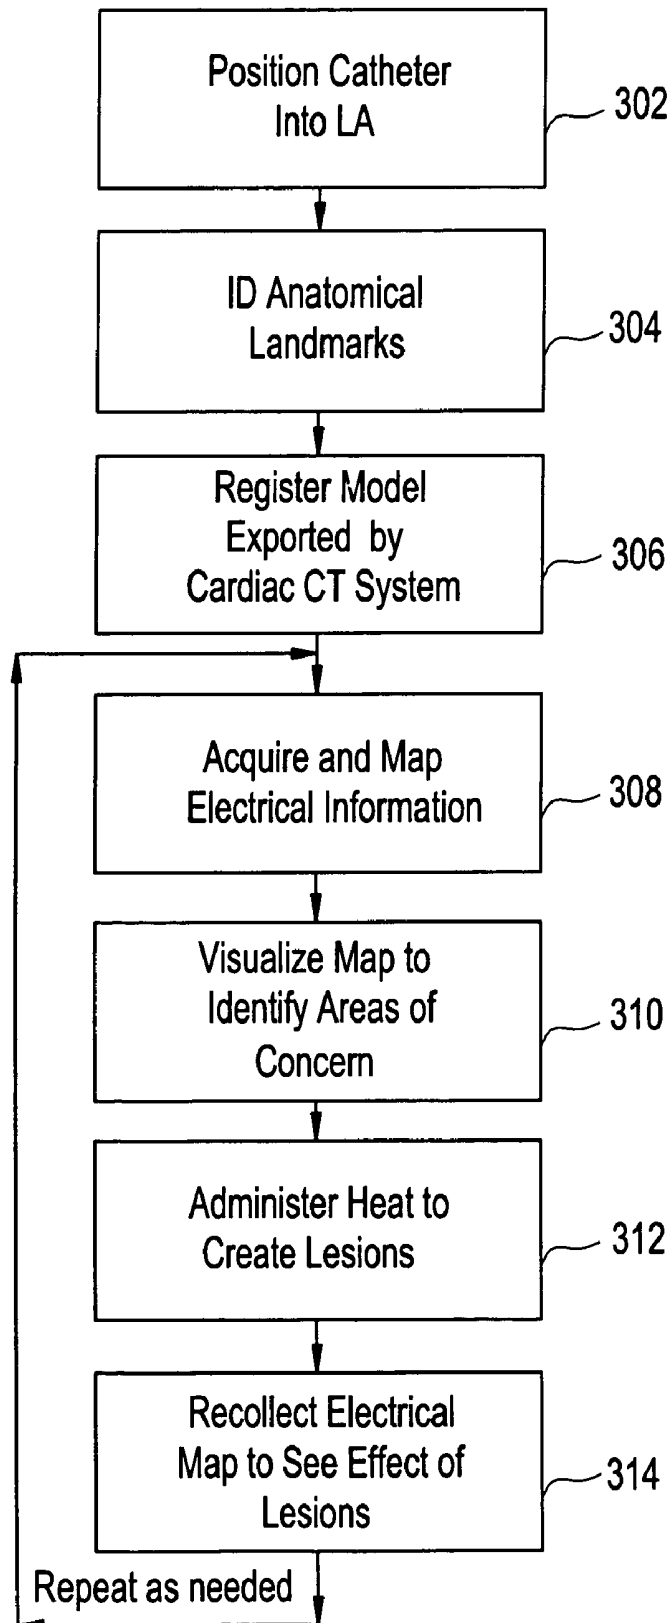 Position Catheter
Into LA
302
ID Anatomical
Landmarks
304
Register Model
Exported by
Cardiac CT System
306
Acquire and Map
Electrical Information
308
Visualize Map to
Identify Areas of
Concern
310
Administer Heat to
Create Lesions
312
Recollect Electrical
Map to See Effect of
Lesions
314
Repeat as needed